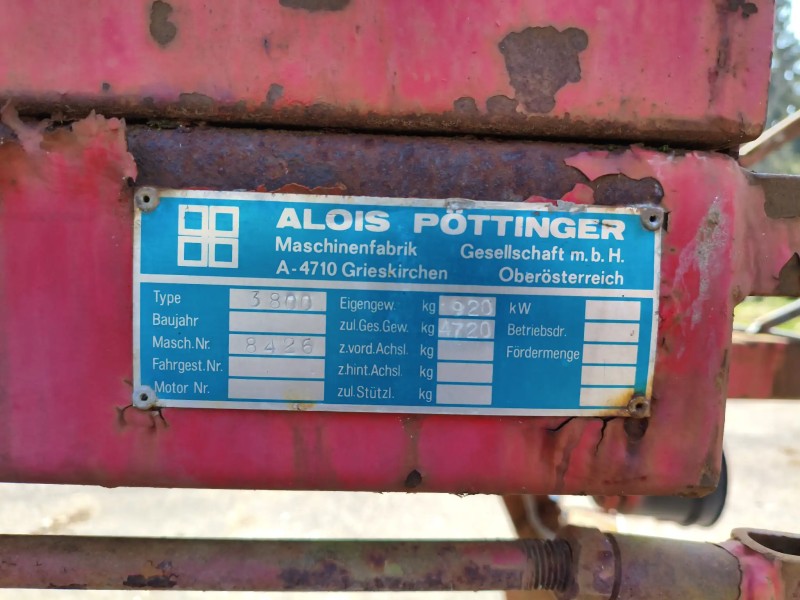 ALOIS PÖTTINGER
Maschinenfabrik Gesellschaft m.b.H.
A-4710 Grieskirchen Oberösterreich
Type 3800 Eigengew. kg 920 kW
Baujahr zul.Ges.Gew. kg 4720 Betriebsdr.
Masch.Nr 8426 z.vord.Achsl. kg Fördermenge
Fahrgest.Nr. z.hint.Achsl. kg
Motor Nr. zul.Stützl. kg